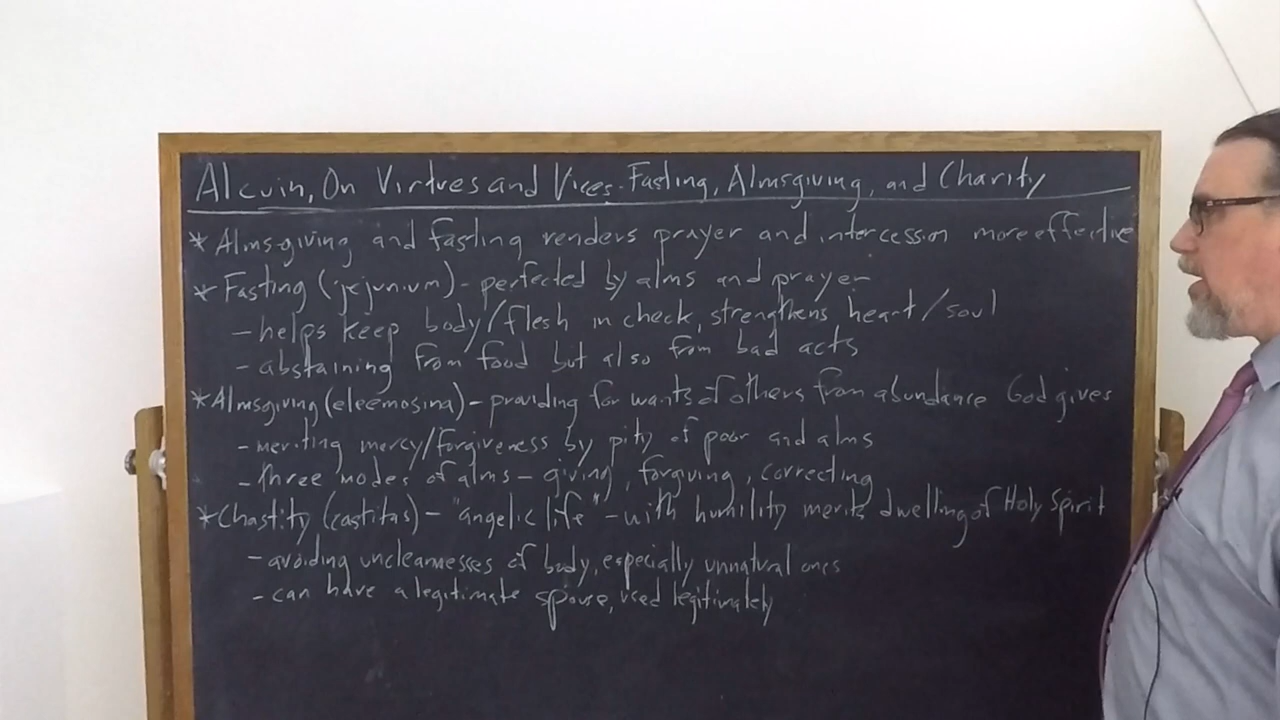 Alcuin, On Virtues and Vices - Fasting, Almsgiving, and Charity
* Almsgiving and fasting renders prayer and intercession more effective
* Fasting (jejunium) - perfected by alms and prayer
- helps keep body/flesh in check, strengthens heart/soul
- abstaining from food but also from bad acts
* Almsgiving (eleemosina) - providing for wants of others from abundance God gives
- meriting mercy/forgiveness by pity of poor and alms
- three modes of alms - giving, forgiving, correcting
* Chastity (castitas) - "angelic life" - with humility merits dwelling of Holy Spirit
- avoiding uncleannesses of body, especially unnatural ones
- can have a legitimate spouse, used legitimately